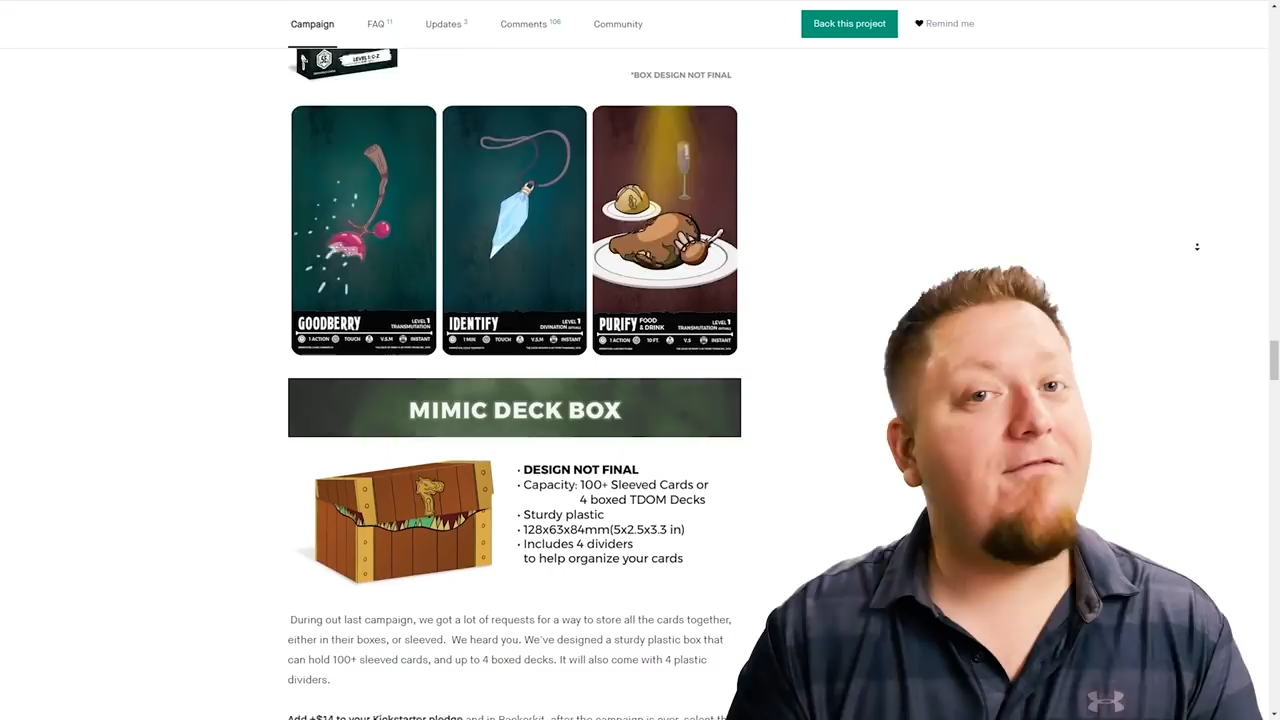 Campaign FAQ 11 Updates 3 Comments 106 Community Back this project Remind me
LEVEL 1: C-Z
*BOX DESIGN NOT FINAL
GOODBERRY LEVEL 1 TRANSMUTATION
1 ACTION TOUCH V,S,M INSTANT
IDENTIFY LEVEL 1 DIVINATION (RITUAL)
1 MIN TOUCH V,S,M INSTANT
PURIFY FOOD & DRINK LEVEL 1 TRANSMUTATION (RITUAL)
1 ACTION 10 FT. V,S INSTANT
MIMIC DECK BOX
• DESIGN NOT FINAL
• Capacity: 100+ Sleeved Cards or
4 boxed TDOM Decks
• Sturdy plastic
• 128x63x84mm(5x2.5x3.3 in)
• Includes 4 dividers
to help organize your cards
During out last campaign, we got a lot of requests for a way to store all the cards together,
either in their boxes, or sleeved. We heard you. We've designed a sturdy plastic box that
can hold 100+ sleeved cards, and up to 4 boxed decks. It will also come with 4 plastic
dividers.
Add +$14 to your Kickstarter pledge and in Backerkit, after the campaign is over, select th